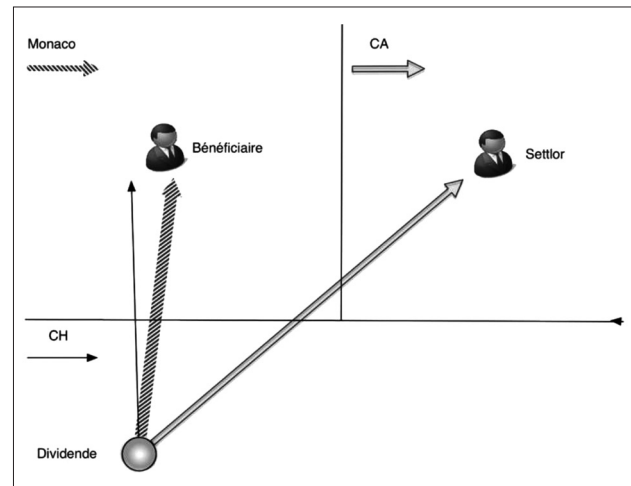 Monaco
CA
Bénéficiaire
Settlor
CH
Dividende